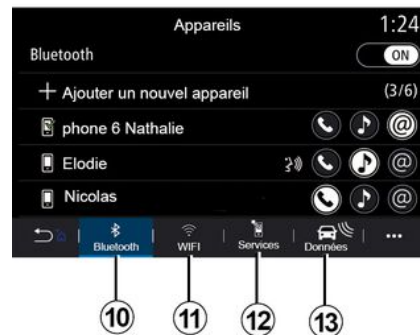 Appareils 1:24
Bluetooth ON
Ajouter un nouvel appareil (3/6)
phone 6 Nathalie @
Elodie @
Nicolas @
Bluetooth WIFI Services Données ...
10 11 12 13